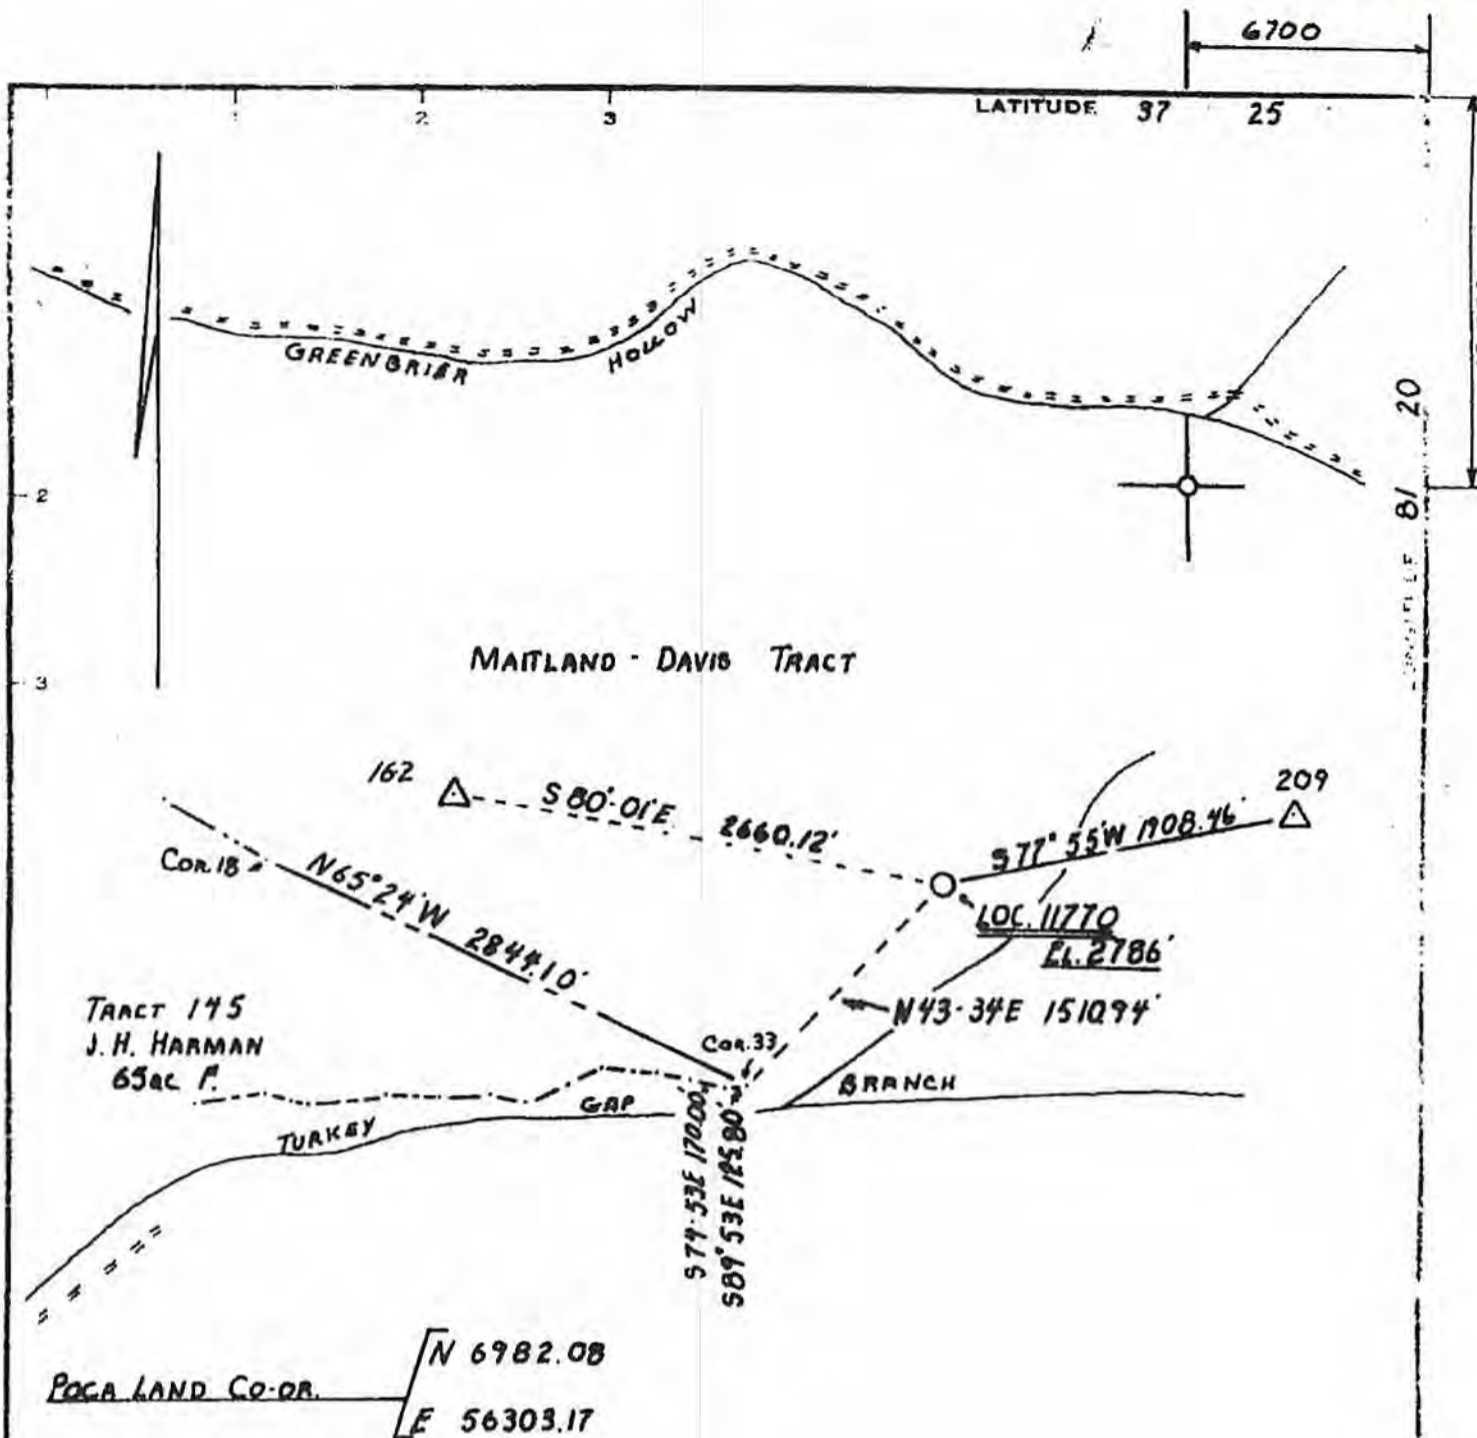 6700
LATITUDE 37 25
1 2 3
GREENBRIER HOLLOW
81 20
2
MAITLAND - DAVIS TRACT
3
162
S 80°-01'E 2660.12'
209
S77° 55'W 1908.46'
COR. 18
N65°24'W 2844.10'
LOC. 11770
EL. 2786'
TRACT 145
J. H. HARMAN
N43-34E 1510.94'
COR. 33
BRANCH
GAP
TURKEY
S74-53E 170.00'
S89°53E 125.80'
N 6982.08
POCA LAND CO-OR.
E 56303.17